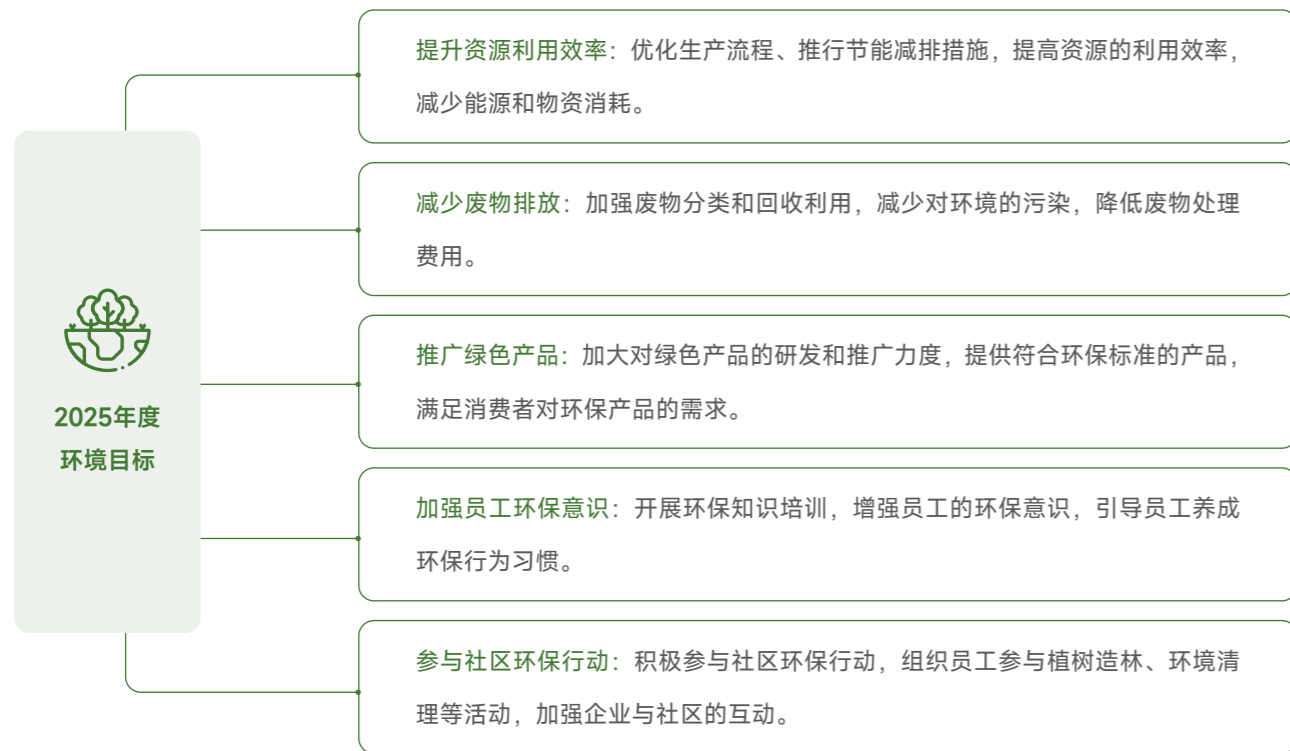 2025年度
环境目标
提升资源利用效率：优化生产流程、推行节能减排措施，提高资源的利用效率，
减少能源和物资消耗。
减少废物排放：加强废物分类和回收利用，减少对环境的污染，降低废物处理
费用。
推广绿色产品：加大对绿色产品的研发和推广力度，提供符合环保标准的产品，
满足消费者对环保产品的需求。
加强员工环保意识：开展环保知识培训，增强员工的环保意识，引导员工养成
环保行为习惯。
参与社区环保行动：积极参与社区环保行动，组织员工参与植树造林、环境清
理等活动，加强企业与社区的互动。